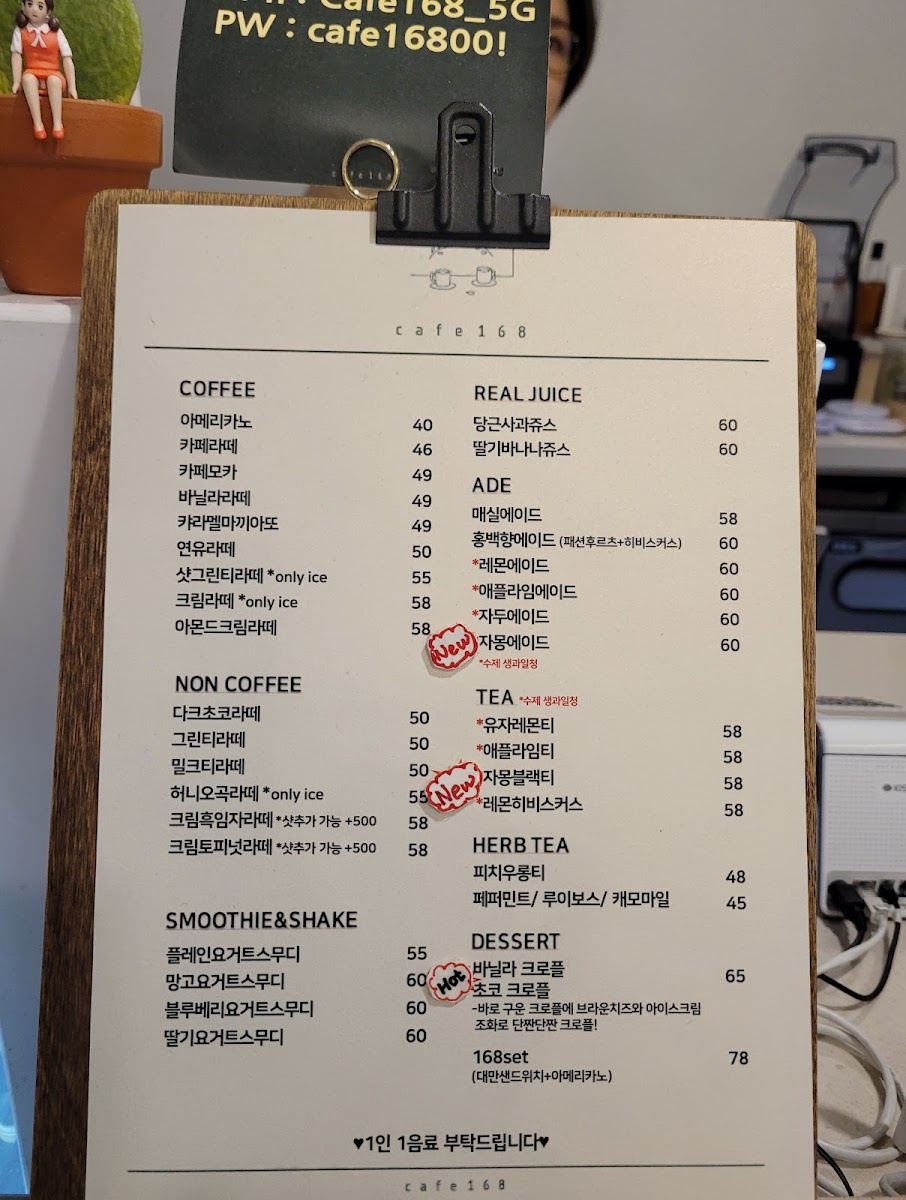 Cafe168_5G
PW : cafe16800!
cafe168
cafe168
COFFEE
아메리카노 40
카페라떼 46
카페모카 49
바닐라라떼 49
캬라멜마끼아또 49
연유라떼 50
샷그린티라떼 *only ice 55
크림라떼 *only ice 58
아몬드크림라떼 58
NON COFFEE
다크초코라떼 50
그린티라떼 50
밀크티라떼 50
허니오곡라떼 *only ice 55
크림흑임자라떼 *샷추가 가능 +500 58
크림토피넛라떼 *샷추가 가능 +500 58
SMOOTHIE&SHAKE
플레인요거트스무디 55
망고요거트스무디 60
블루베리요거트스무디 60
딸기요거트스무디 60
REAL JUICE
당근사과쥬스 60
딸기바나나쥬스 60
ADE
매실에이드 58
홍백향에이드 (패션후르츠+히비스커스) 60
*레몬에이드 60
*애플라임에이드 60
*자두에이드 60
New 자몽에이드 60
*수제 생과일청
TEA *수제 생과일청
*유자레몬티 58
*애플라임티 58
New 자몽블랙티 58
*레몬히비스커스 58
HERB TEA
피치우롱티 48
페퍼민트/ 루이보스/ 캐모마일 45
DESSERT
Hot 바닐라 크로플 65
초코 크로플
-바로 구운 크로플에 브라운치즈와 아이스크림
조화로 단짠단짠 크로플!
168set 78
(대만샌드위치+아메리카노)
♥1인 1음료 부탁드립니다♥
cafe168